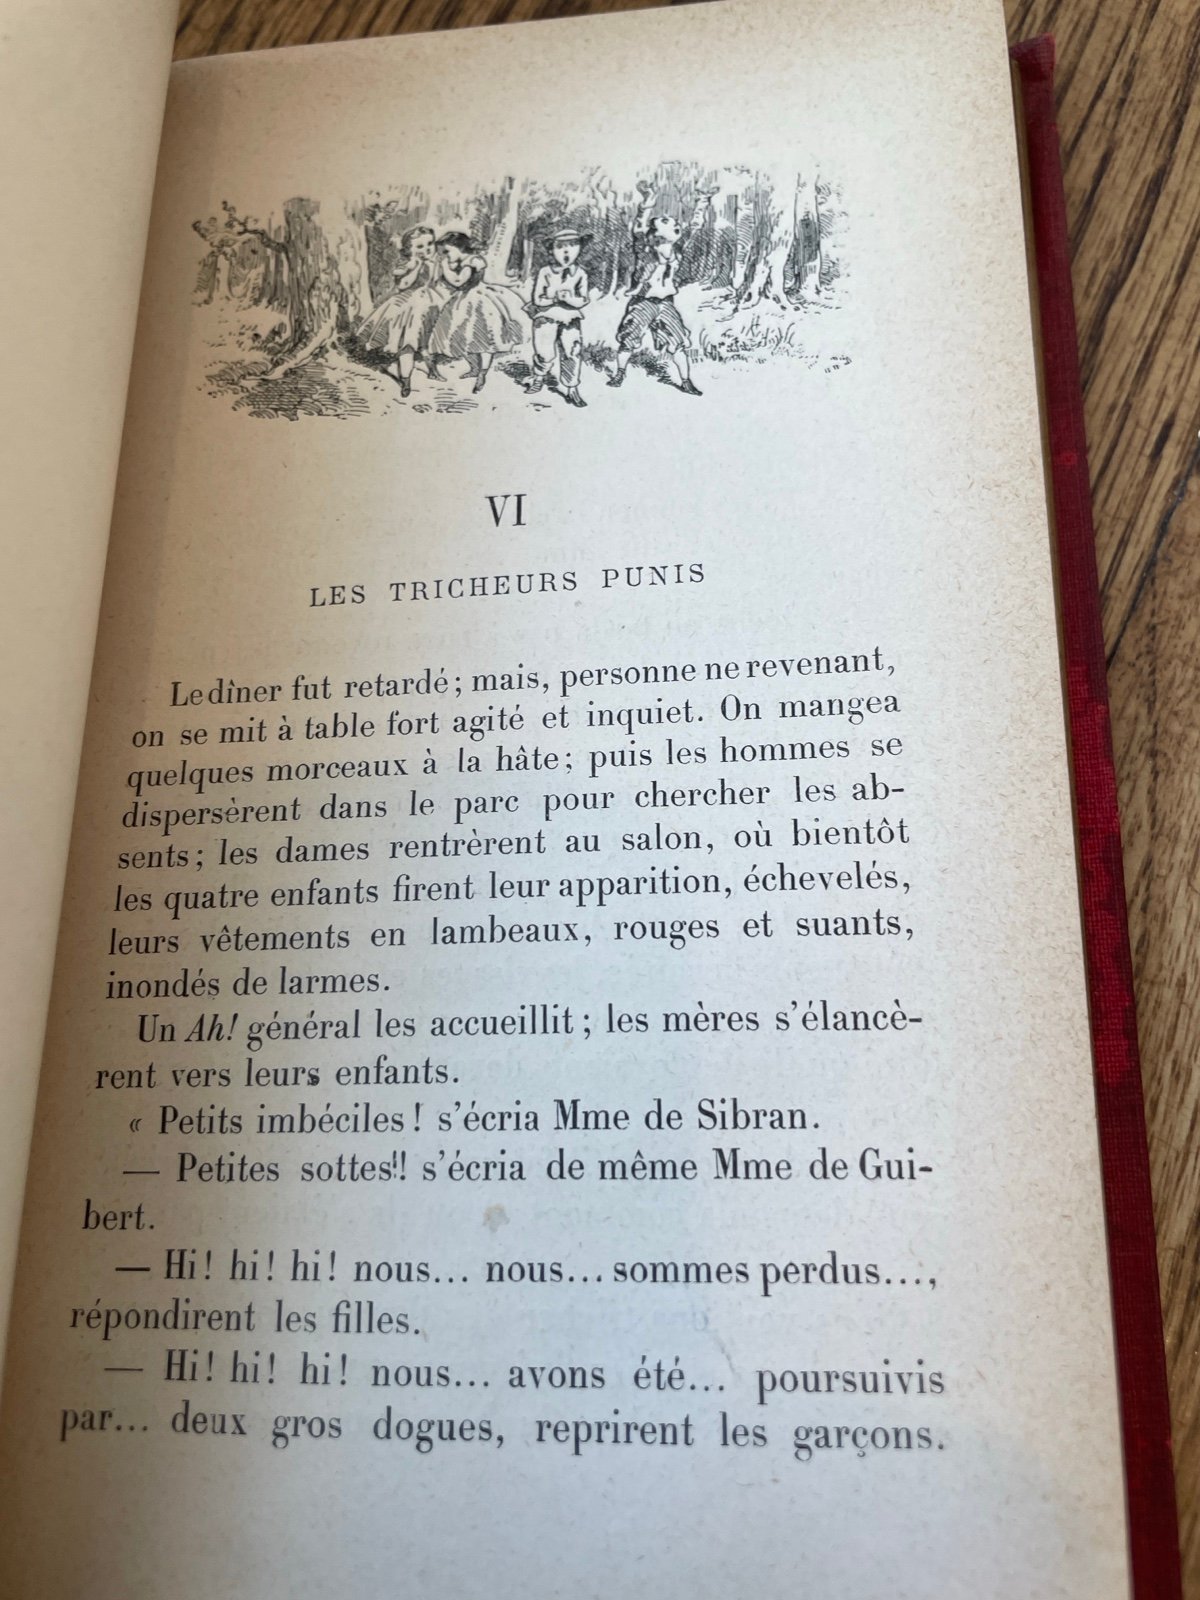 VI
LES TRICHEURS PUNIS
Le dîner fut retardé ; mais, personne ne revenant,
on se mit à table fort agité et inquiet. On mangea
quelques morceaux à la hâte ; puis les hommes se
dispersèrent dans le parc pour chercher les ab-
sents ; les dames rentrèrent au salon, où bientôt
les quatre enfants firent leur apparition, échevelés,
leurs vêtements en lambeaux, rouges et suants,
inondés de larmes.
Un Ah! général les accueillit ; les mères s'élancè-
rent vers leurs enfants.
« Petits imbéciles ! s'écria Mme de Sibran.
— Petites sottes!! s'écria de même Mme de Gui-
bert.
— Hi ! hi ! hi ! nous... nous... sommes perdus...,
répondirent les filles.
— Hi ! hi ! hi ! nous... avons été... poursuivis
par... deux gros dogues, reprirent les garçons.